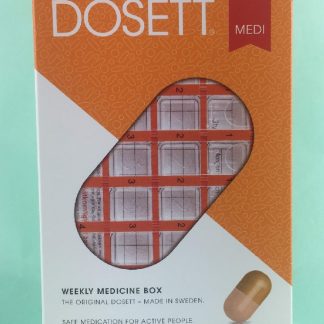 DOSETT®
MEDI
WEEKLY MEDICINE BOX
THE ORIGINAL DOSETT – MADE IN SWEDEN.
SAFE MEDICATION FOR ACTIVE PEOPLE